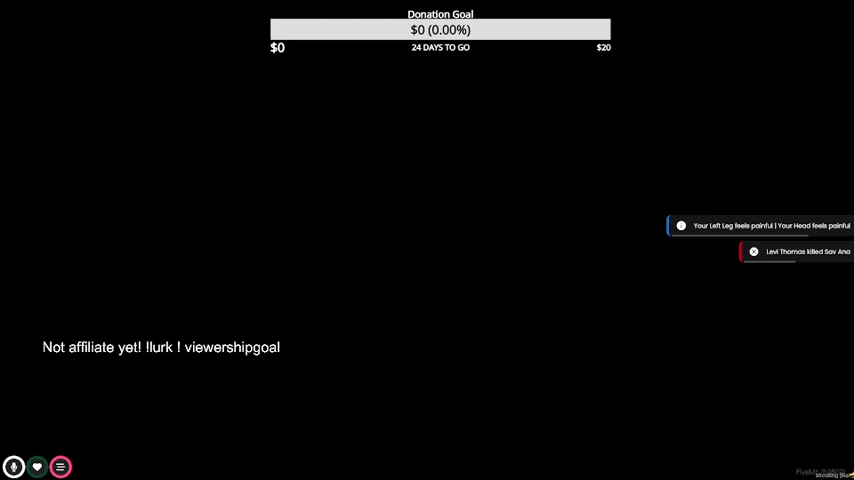 Donation Goal
$0 (0.00%)
$0 24 DAYS TO GO $20
Your Left Leg feels painful | Your Head feels painful
Levi Thomas killed Sav Ana
Not affiliate yet! !lurk ! viewershipgoal